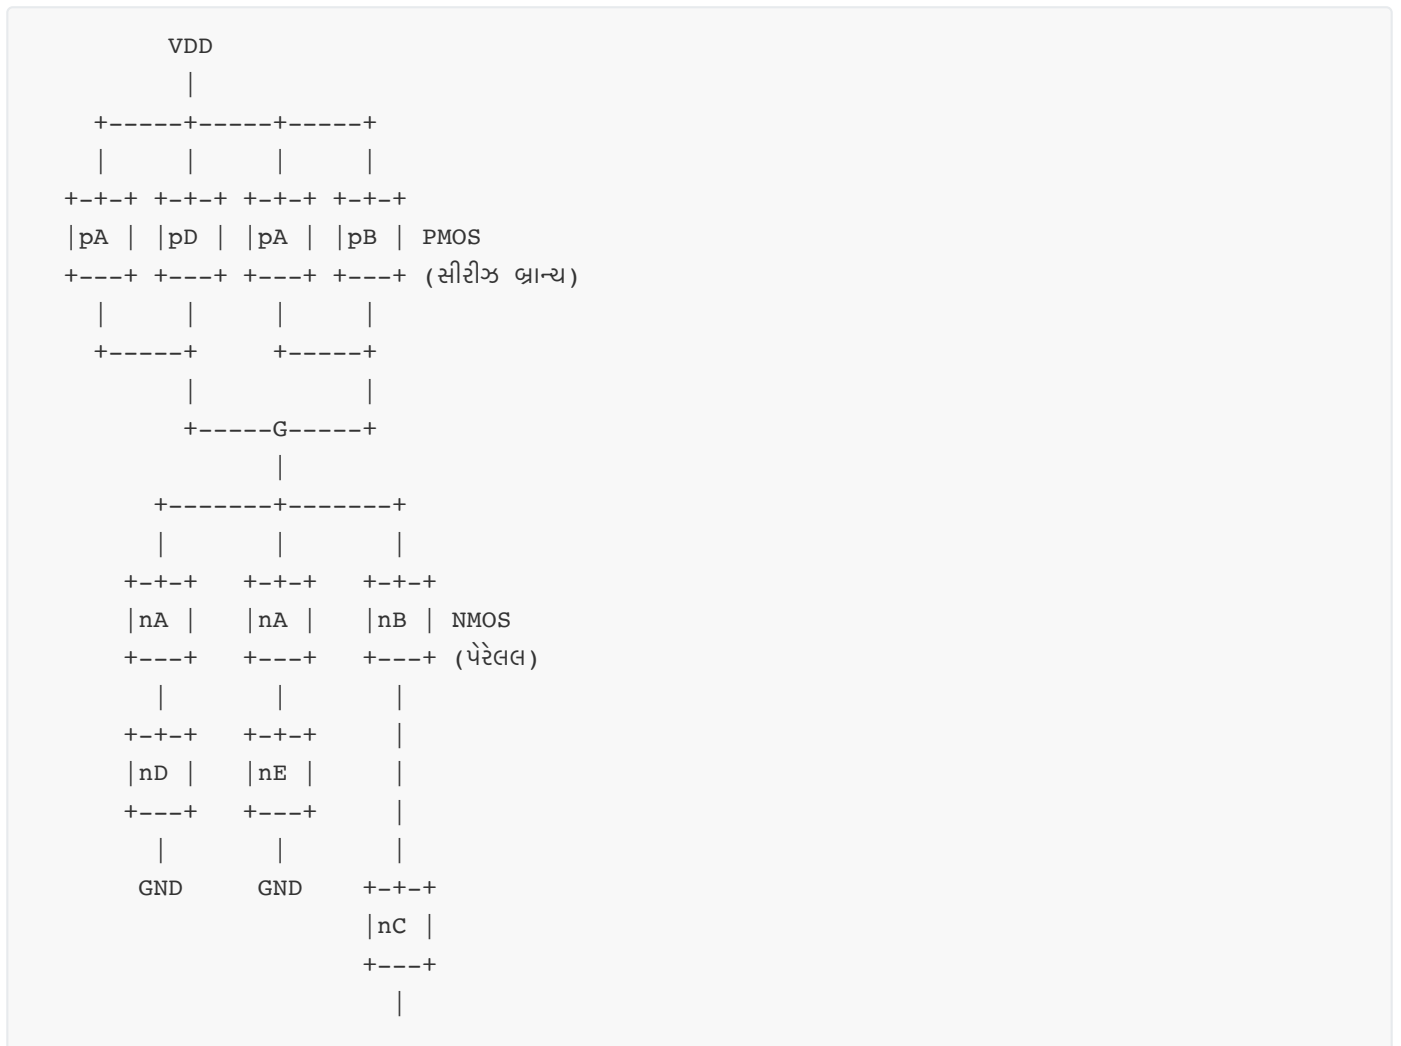 VDD
        |
  +-----+-----+-----+
  |     |     |     |
+-+-+ +-+-+ +-+-+ +-+-+
|pA | |pD | |pA | |pB | PMOS
+---+ +---+ +---+ +---+ (સીરીઝ બ્રાન્ચ)
  |     |     |     |
  +-----+     +-----+
        |           |
        +-----G-----+
              |
      +-------+-------+
      |       |       |
    +-+-+   +-+-+   +-+-+
    |nA |   |nA |   |nB | NMOS
    +---+   +---+   +---+ (પેરેલલ)
      |       |       |
    +-+-+   +-+-+     |
    |nD |   |nE |     |
    +---+   +---+     |
      |       |       |
     GND     GND    +-+-+
                    |nC |
                    +---+
                      |